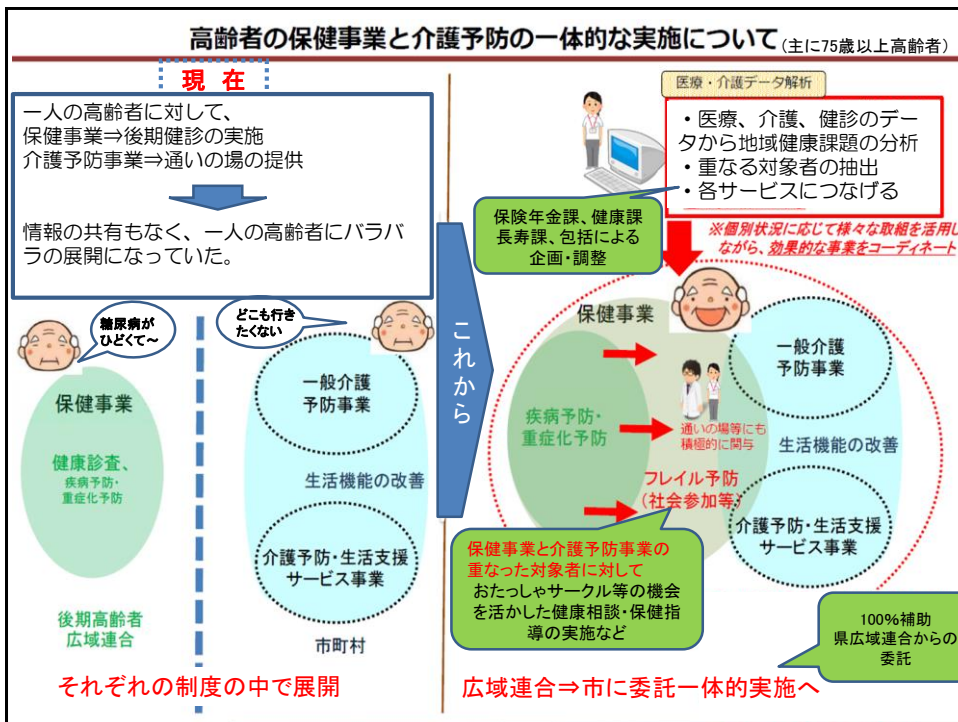 高齢者の保健事業と介護予防の一体的な実施について(主に75歳以上高齢者)
現 在
一人の高齢者に対して、
保健事業⇒後期健診の実施
介護予防事業⇒通いの場の提供
情報の共有もなく、一人の高齢者にバラバ
ラの展開になっていた。
糖尿病が
ひどくて～
どこも行き
たくない
保健事業
健康診査、
疾病予防・
重症化予防
後期高齢者
広域連合
一般介護
予防事業
生活機能の改善
介護予防・生活支援
サービス事業
市町村
それぞれの制度の中で展開
これから
医療・介護データ解析
・医療、介護、健診のデー
タから地域健康課題の分析
・重なる対象者の抽出
・各サービスにつなげる
保険年金課、健康課
長寿課、包括による
企画・調整
※個別状況に応じて様々な取組を活用し
ながら、効果的な事業をコーディネート
保健事業
疾病予防・
重症化予防
通いの場等にも
積極的に関与
フレイル予防
(社会参加等)
一般介護
予防事業
生活機能の改善
介護予防・生活支援
サービス事業
保健事業と介護予防事業の
重なった対象者に対して
おたっしゃサークル等の機会
を活かした健康相談・保健指
導の実施など
100%補助
県広域連合からの
委託
広域連合⇒市に委託一体的実施へ